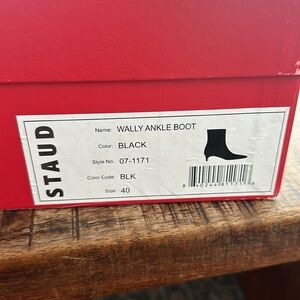 STAUD
Name: WALLY ANKLE BOOT
Color: BLACK
Style No: 07-1171
Color Code: BLK
Size: 40